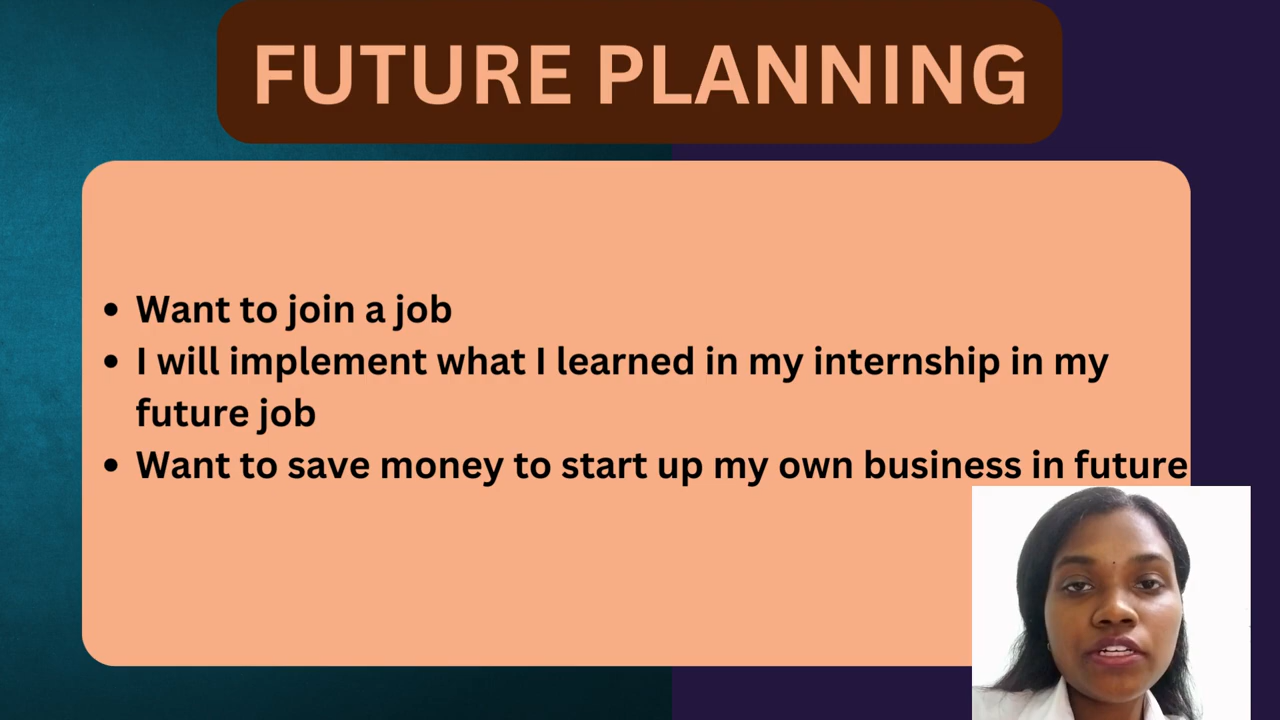 FUTURE PLANNING
• Want to join a job
• I will implement what I learned in my internship in my
future job
• Want to save money to start up my own business in future